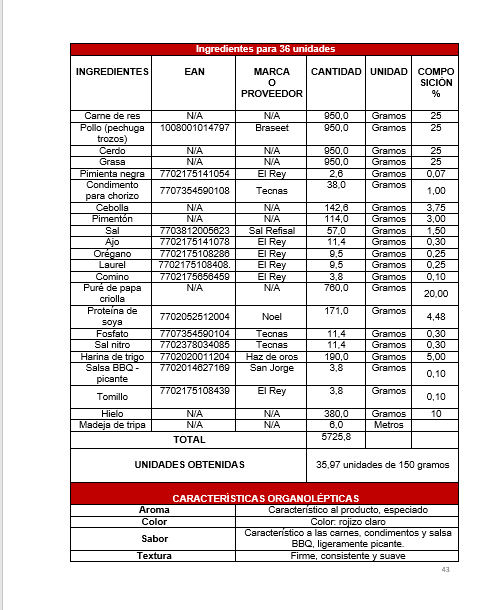 Ingredientes para 36 unidades
INGREDIENTES EAN MARCA O PROVEEDOR CANTIDAD UNIDAD COMPO SICIÓN %
Carne de res N/A N/A 950,0 Gramos 25
Pollo (pechuga trozos) 1008001014797 Braseet 950,0 Gramos 25
Cerdo N/A N/A 950,0 Gramos 25
Grasa N/A N/A 950,0 Gramos 25
Pimienta negra 7702175141054 El Rey 2,6 Gramos 0,07
Condimento para chorizo 7707354590108 Tecnas 38,0 Gramos 1,00
Cebolla N/A N/A 142,6 Gramos 3,75
Pimentón N/A N/A 114,0 Gramos 3,00
Sal 7703812005623 Sal Refisal 57,0 Gramos 1,50
Ajo 7702175141078 El Rey 11,4 Gramos 0,30
Orégano 7702175108286 El Rey 9,5 Gramos 0,25
Laurel 7702175108408. El Rey 9,5 Gramos 0,25
Comino 7702175656459 El Rey 3,8 Gramos 0,10
Puré de papa criolla N/A N/A 760,0 Gramos 20,00
Proteína de soya 7702052512004 Noel 171,0 Gramos 4,48
Fosfato 7707354590104 Tecnas 11,4 Gramos 0,30
Sal nitro 7702378034085 Tecnas 11,4 Gramos 0,30
Harina de trigo 7702020011204 Haz de oros 190,0 Gramos 5,00
Salsa BBQ - picante 7702014627169 San Jorge 3,8 Gramos 0,10
Tomillo 7702175108439 El Rey 3,8 Gramos 0,10
Hielo N/A N/A 380,0 Gramos 10
Madeja de tripa N/A N/A 6,0 Metros
TOTAL 5725,8
UNIDADES OBTENIDAS 35,97 unidades de 150 gramos
CARACTERÌSTICAS ORGANOLÉPTICAS
Aroma Característico al producto, especiado
Color Color: rojizo claro
Sabor Característico a las carnes, condimentos y salsa BBQ, ligeramente picante.
Textura Firme, consistente y suave
43